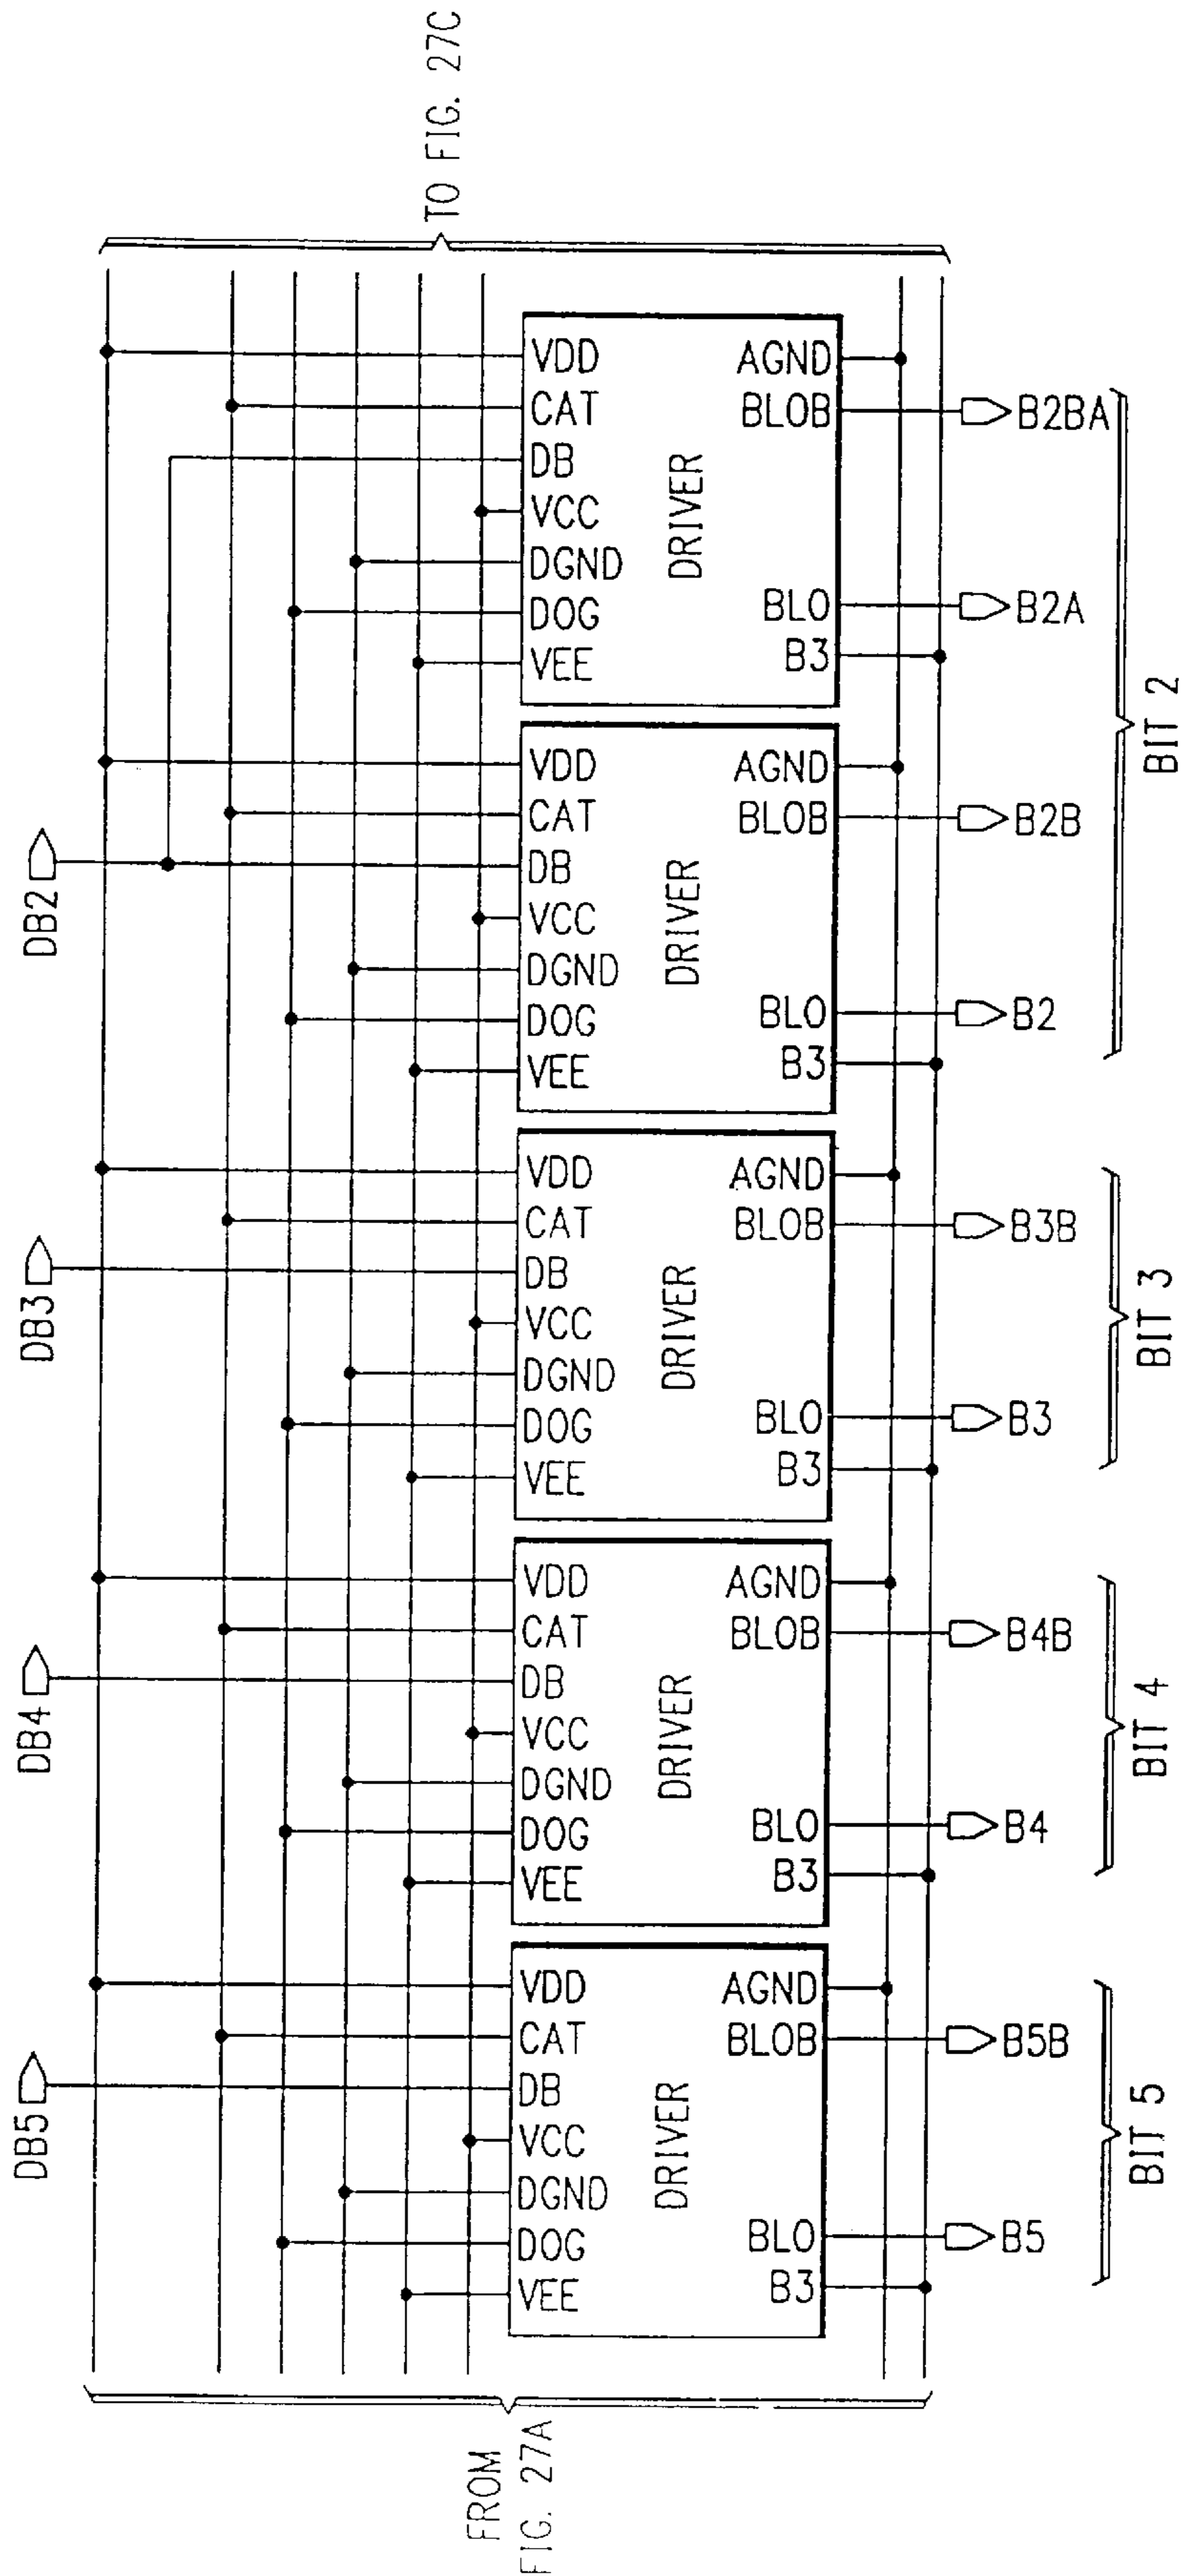 TO FIG. 27C
VDD
CAT
DB
VCC
DGND
DOG
VEE
DRIVER
AGND
BLOB
BLO
B3
B2BA
B2A
DB2
VDD
CAT
DB
VCC
DGND
DOG
VEE
DRIVER
AGND
BLOB
BLO
B3
B2B
B2
BIT 2
DB3
VDD
CAT
DB
VCC
DGND
DOG
VEE
DRIVER
AGND
BLOB
BLO
B3
B3B
B3
BIT 3
DB4
VDD
CAT
DB
VCC
DGND
DOG
VEE
DRIVER
AGND
BLOB
BLO
B3
B4B
B4
BIT 4
DB5
VDD
CAT
DB
VCC
DGND
DOG
VEE
DRIVER
AGND
BLOB
BLO
B3
B5B
B5
BIT 5
FROM
FIG. 27A